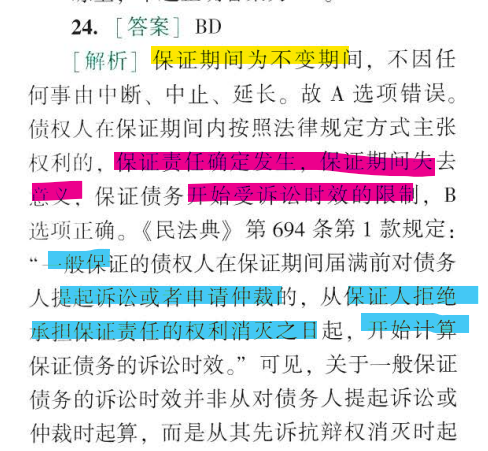 24. [答案] BD
[解析] 保证期间为不变期间，不因任
何事由中断、中止、延长。故 A 选项错误。
债权人在保证期间内按照法律规定方式主张
权利的，保证责任确定发生，保证期间失去
意义，保证债务开始受诉讼时效的限制，B
选项正确。《民法典》第 694 条第 1 款规定：
“一般保证的债权人在保证期间届满前对债务
人提起诉讼或者申请仲裁的，从保证人拒绝
承担保证责任的权利消灭之日起，开始计算
保证债务的诉讼时效。”可见，关于一般保证
债务的诉讼时效并非从对债务人提起诉讼或
仲裁时起算，而是从其先诉抗辩权消灭时起